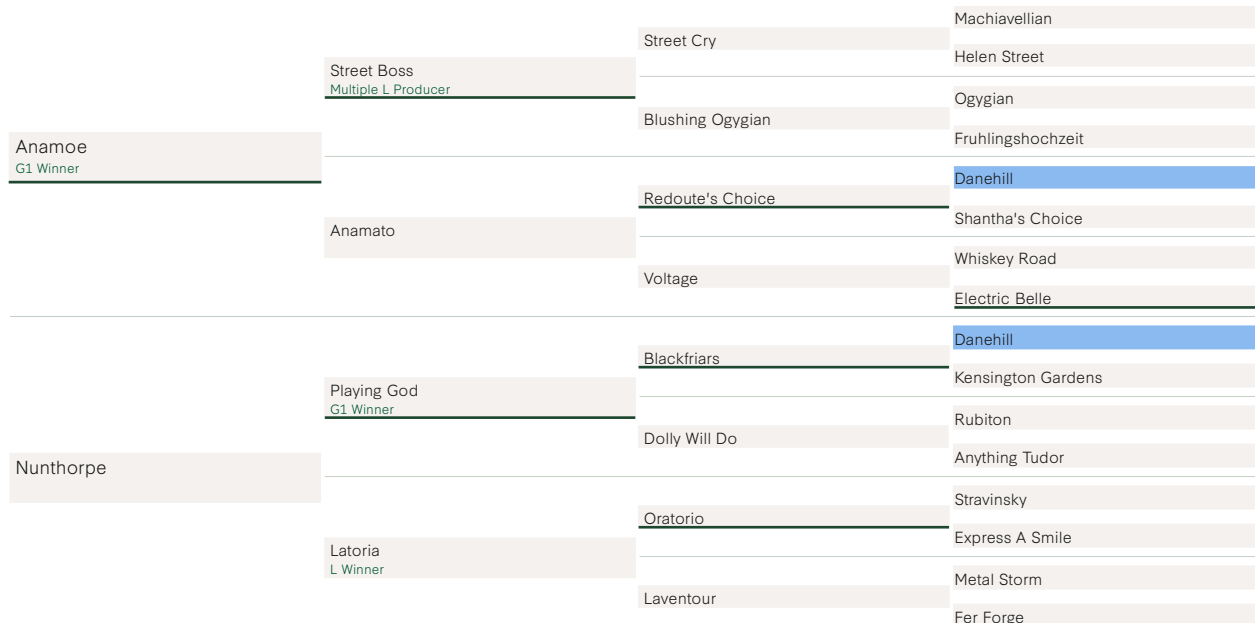 Anamoe
G1 Winner
Street Boss
Multiple L Producer
Street Cry
Machiavellian
Helen Street
Blushing Ogygian
Ogygian
Fruhlingshochzeit
Anamato
Redoute's Choice
Danehill
Shantha's Choice
Voltage
Whiskey Road
Electric Belle
Nunthorpe
Playing God
G1 Winner
Blackfriars
Danehill
Kensington Gardens
Dolly Will Do
Rubiton
Anything Tudor
Latoria
L Winner
Oratorio
Stravinsky
Express A Smile
Laventour
Metal Storm
Fer Forge